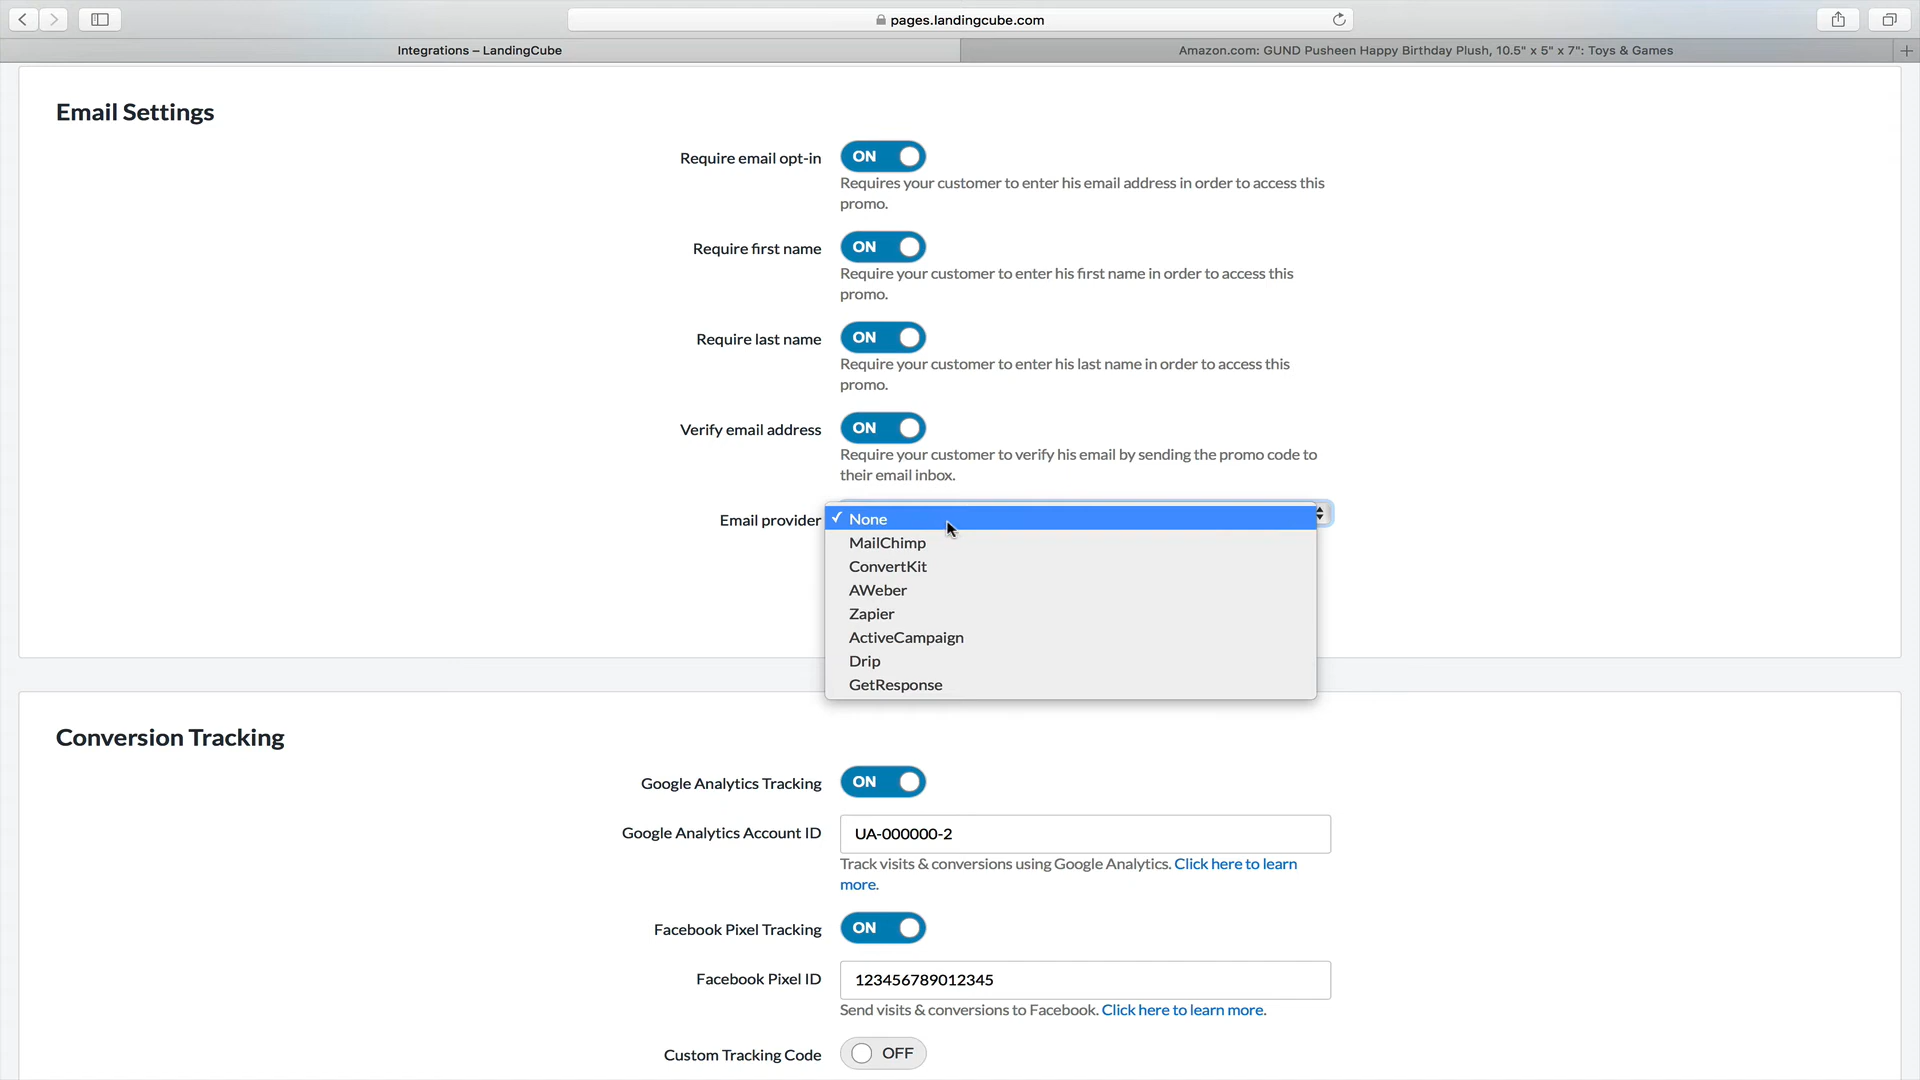 pages.landingcube.com
Integrations – LandingCube
Amazon.com: GUND Pusheen Happy Birthday Plush, 10.5" x 5" x 7": Toys & Games
Email Settings
Require email opt-in
ON
Requires your customer to enter his email address in order to access this
promo.
Require first name
ON
Require your customer to enter his first name in order to access this
promo.
Require last name
ON
Require your customer to enter his last name in order to access this
promo.
Verify email address
ON
Require your customer to verify his email by sending the promo code to
their email inbox.
Email provider
✓ None
MailChimp
ConvertKit
AWeber
Zapier
ActiveCampaign
Drip
GetResponse
Conversion Tracking
Google Analytics Tracking
ON
Google Analytics Account ID
UA-000000-2
Track visits & conversions using Google Analytics. Click here to learn
more.
Facebook Pixel Tracking
ON
Facebook Pixel ID
123456789012345
Send visits & conversions to Facebook. Click here to learn more.
Custom Tracking Code
OFF